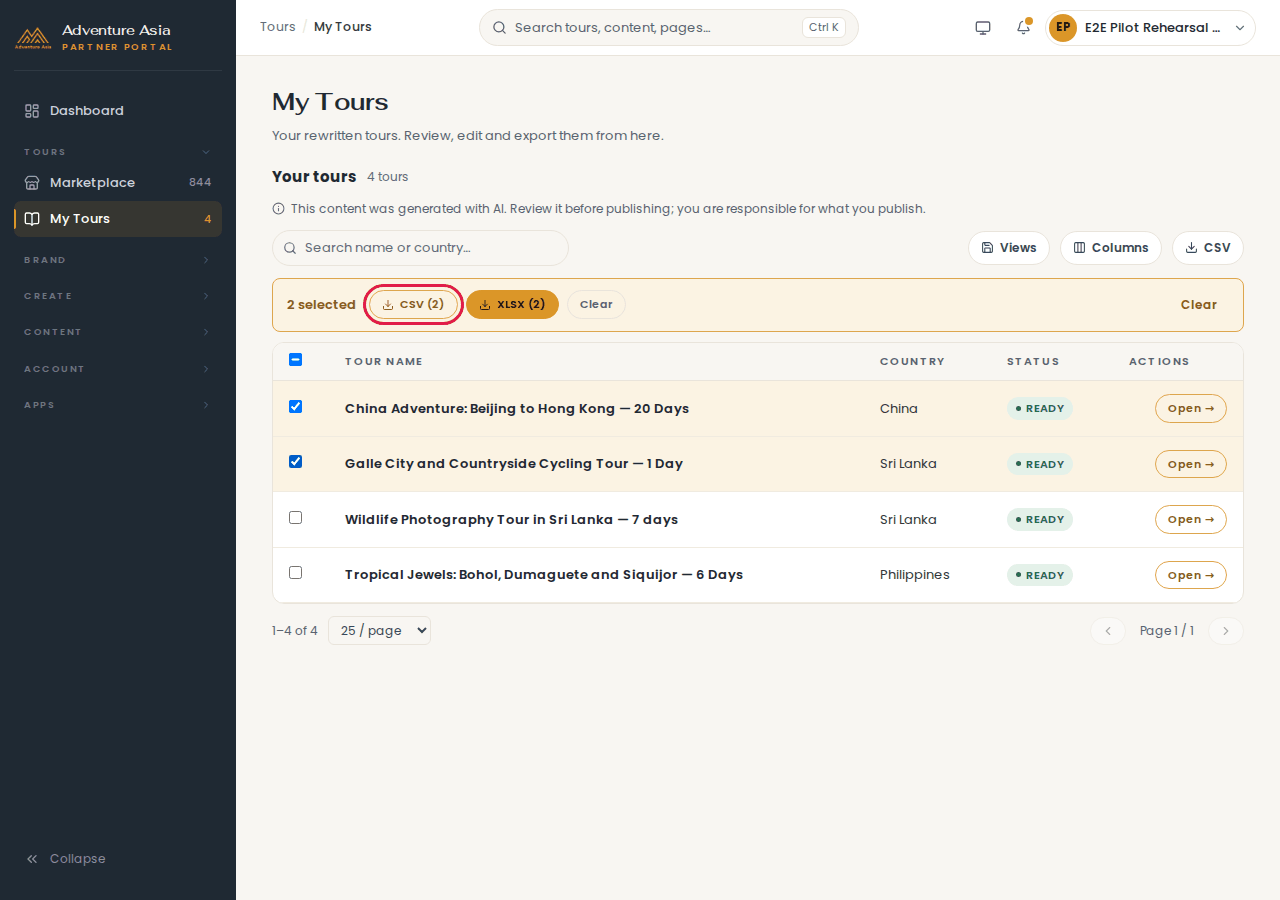 Adventure Asia
Adventure Asia
PARTNER PORTAL
Dashboard
TOURS
Marketplace 844
My Tours 4
BRAND
CREATE
CONTENT
ACCOUNT
APPS
Collapse
Tours / My Tours
Search tours, content, pages... Ctrl K
EP E2E Pilot Rehearsal ...
My Tours
Your rewritten tours. Review, edit and export them from here.
Your tours 4 tours
This content was generated with AI. Review it before publishing; you are responsible for what you publish.
Search name or country...
Views Columns CSV
2 selected CSV (2) XLSX (2) Clear Clear
TOUR NAME COUNTRY STATUS ACTIONS
China Adventure: Beijing to Hong Kong — 20 Days China READY Open →
Galle City and Countryside Cycling Tour — 1 Day Sri Lanka READY Open →
Wildlife Photography Tour in Sri Lanka — 7 days Sri Lanka READY Open →
Tropical Jewels: Bohol, Dumaguete and Siquijor — 6 Days Philippines READY Open →
1–4 of 4 25 / page Page 1 / 1